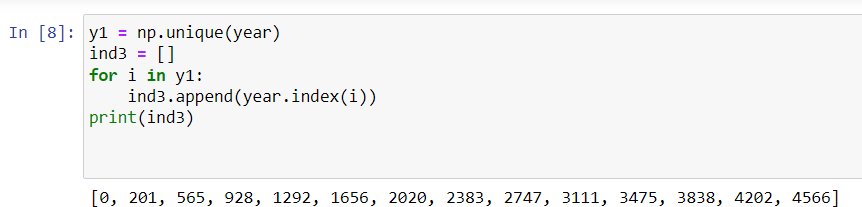 In [8]: y1 = np.unique(year)
ind3 = []
for i in y1:
    ind3.append(year.index(i))
print(ind3)
[0, 201, 565, 928, 1292, 1656, 2020, 2383, 2747, 3111, 3475, 3838, 4202, 4566]